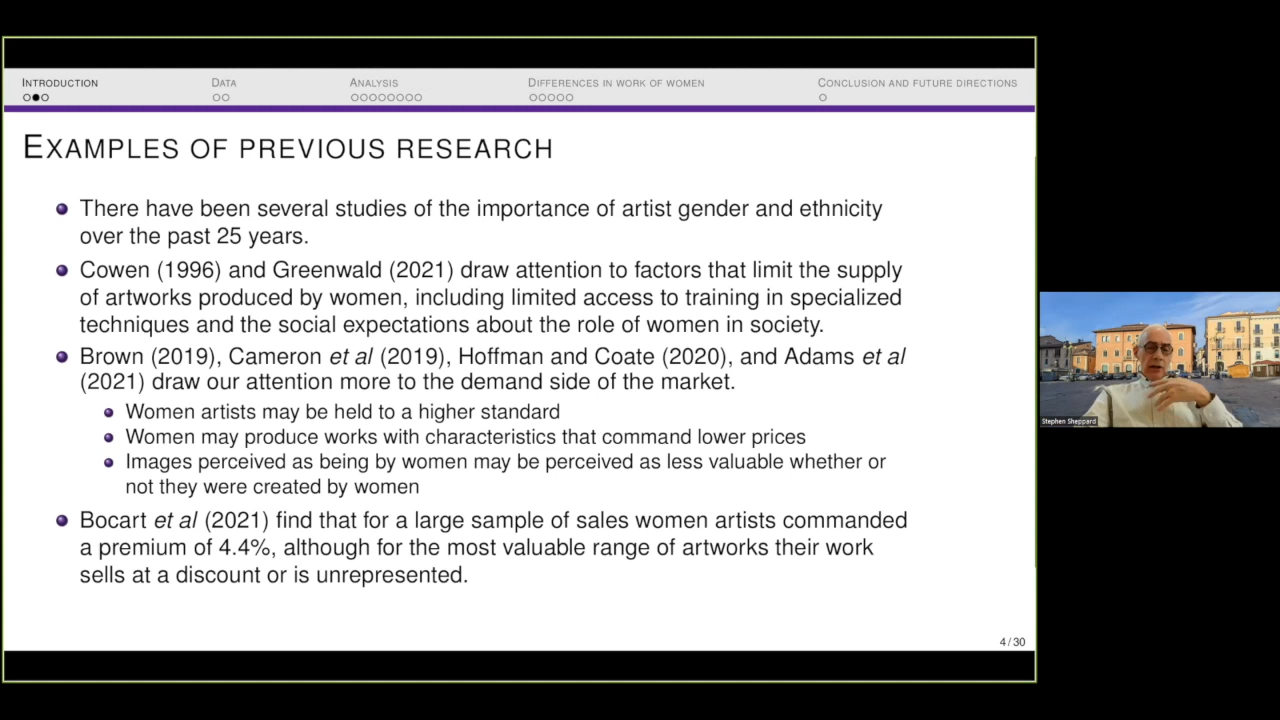 INTRODUCTION
DATA
ANALYSIS
DIFFERENCES IN WORK OF WOMEN
CONCLUSION AND FUTURE DIRECTIONS
EXAMPLES OF PREVIOUS RESEARCH
There have been several studies of the importance of artist gender and ethnicity
over the past 25 years.
Cowen (1996) and Greenwald (2021) draw attention to factors that limit the supply
of artworks produced by women, including limited access to training in specialized
techniques and the social expectations about the role of women in society.
Brown (2019), Cameron et al (2019), Hoffman and Coate (2020), and Adams et al
(2021) draw our attention more to the demand side of the market.
Women artists may be held to a higher standard
Women may produce works with characteristics that command lower prices
Images perceived as being by women may be perceived as less valuable whether or
not they were created by women
Bocart et al (2021) find that for a large sample of sales women artists commanded
a premium of 4.4%, although for the most valuable range of artworks their work
sells at a discount or is unrepresented.
4/30
Stephen Sheppard